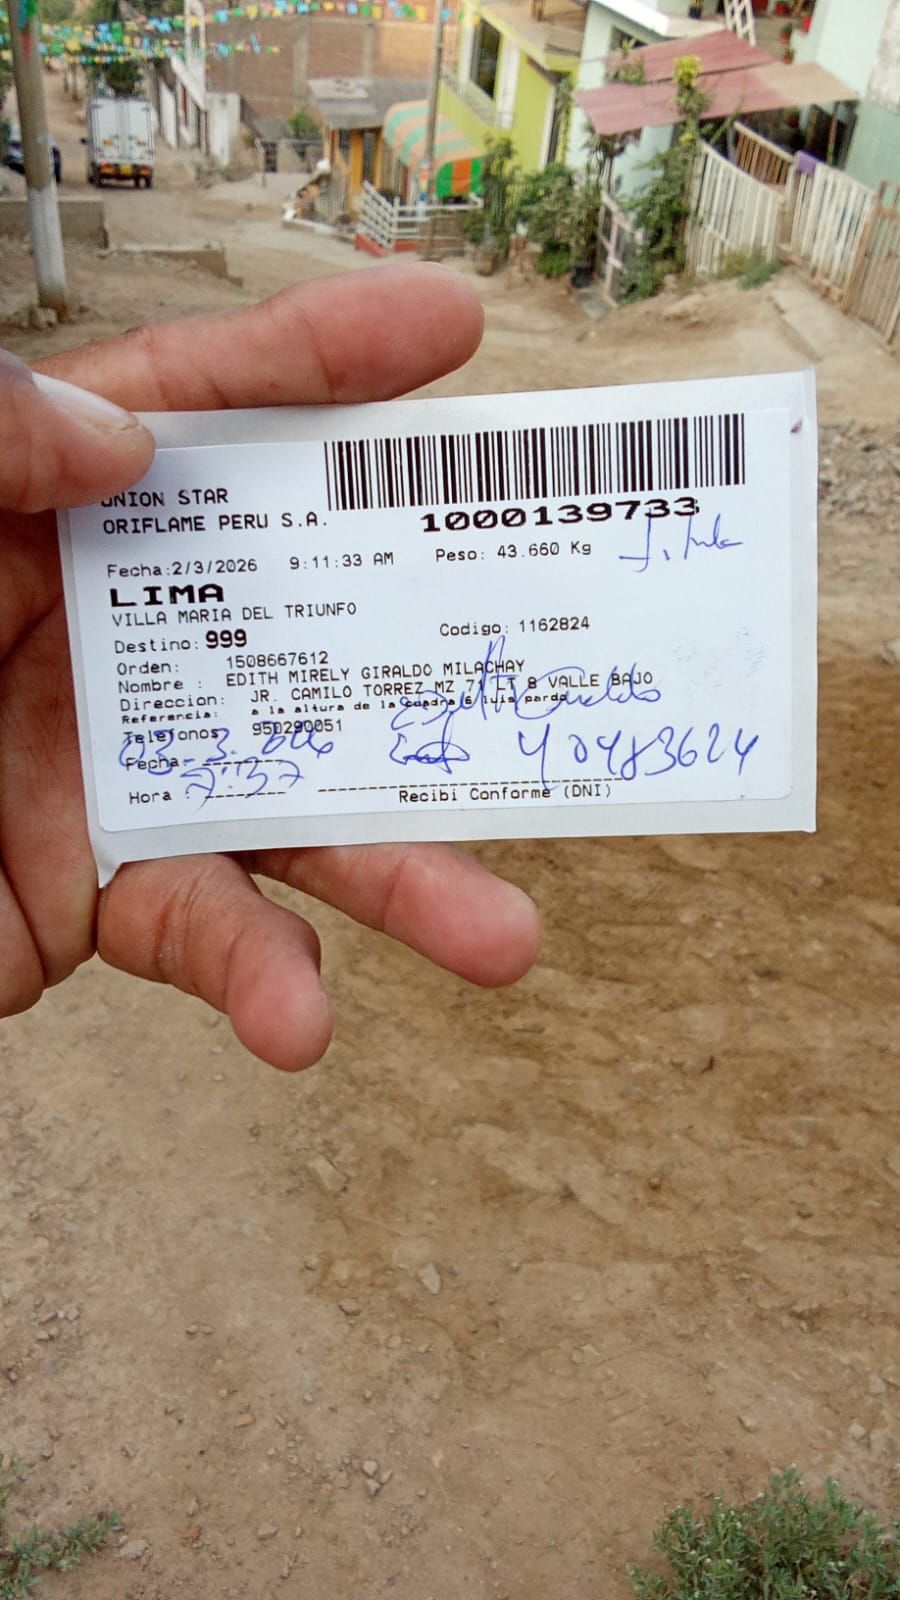 UNION STAR
ORIFLAME PERU S.A.
1000139733
Fecha:2/3/2026 9:11:33 AM Peso: 43.660 Kg
LIMA
VILLA MARIA DEL TRIUNFO
Destino: 999 Codigo: 1162824
Orden: 1508667612
Nombre : EDITH MIRELY GIRALDO MILACHAY
Direccion: JR. CAMILO TORREZ MZ 71 LT 8 VALLE BAJO
Referencia: a la altura de la cuadra 6 luis pardo
Telefonos 950290051
Fecha: 03-3-
40483624
Hora : 7:37
Recibi Conforme (DNI)